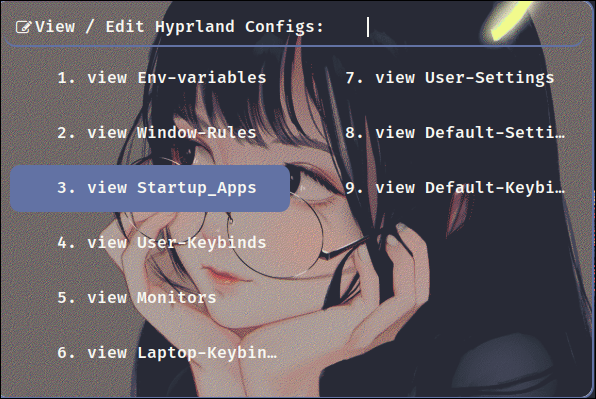 View / Edit Hyprland Configs:
1. view Env-variables
2. view Window-Rules
3. view Startup_Apps
4. view User-Keybinds
5. view Monitors
6. view Laptop-Keybin…
7. view User-Settings
8. view Default-Setti…
9. view Default-Keybi…